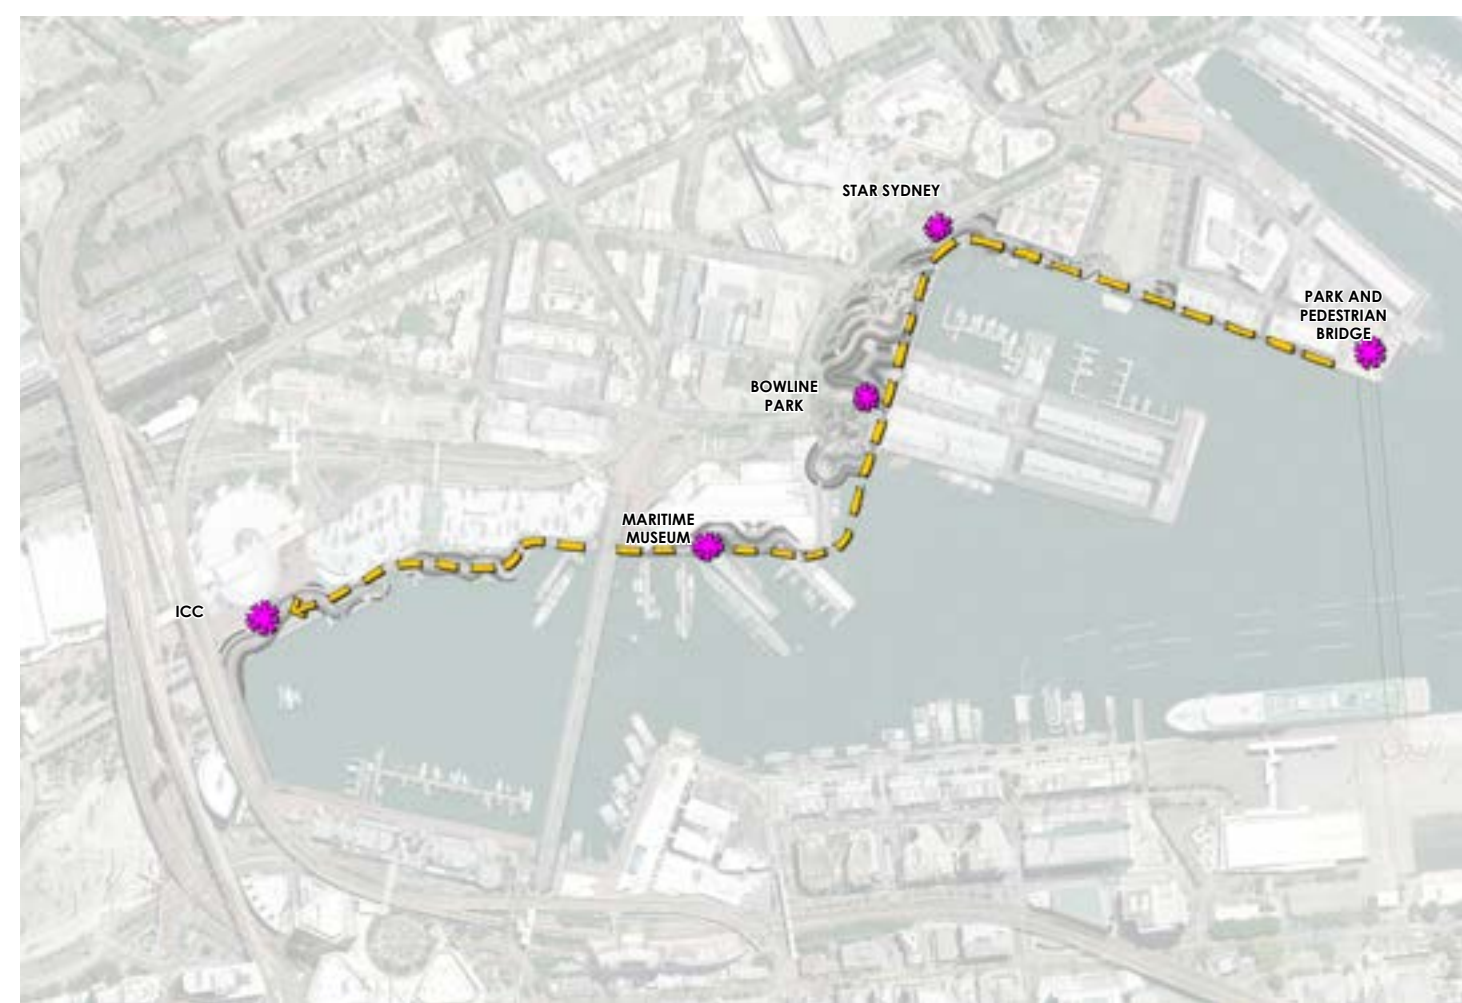 STAR SYDNEY
PARK AND
PEDESTRIAN
BRIDGE
BOWLINE
PARK
MARITIME
MUSEUM
ICC